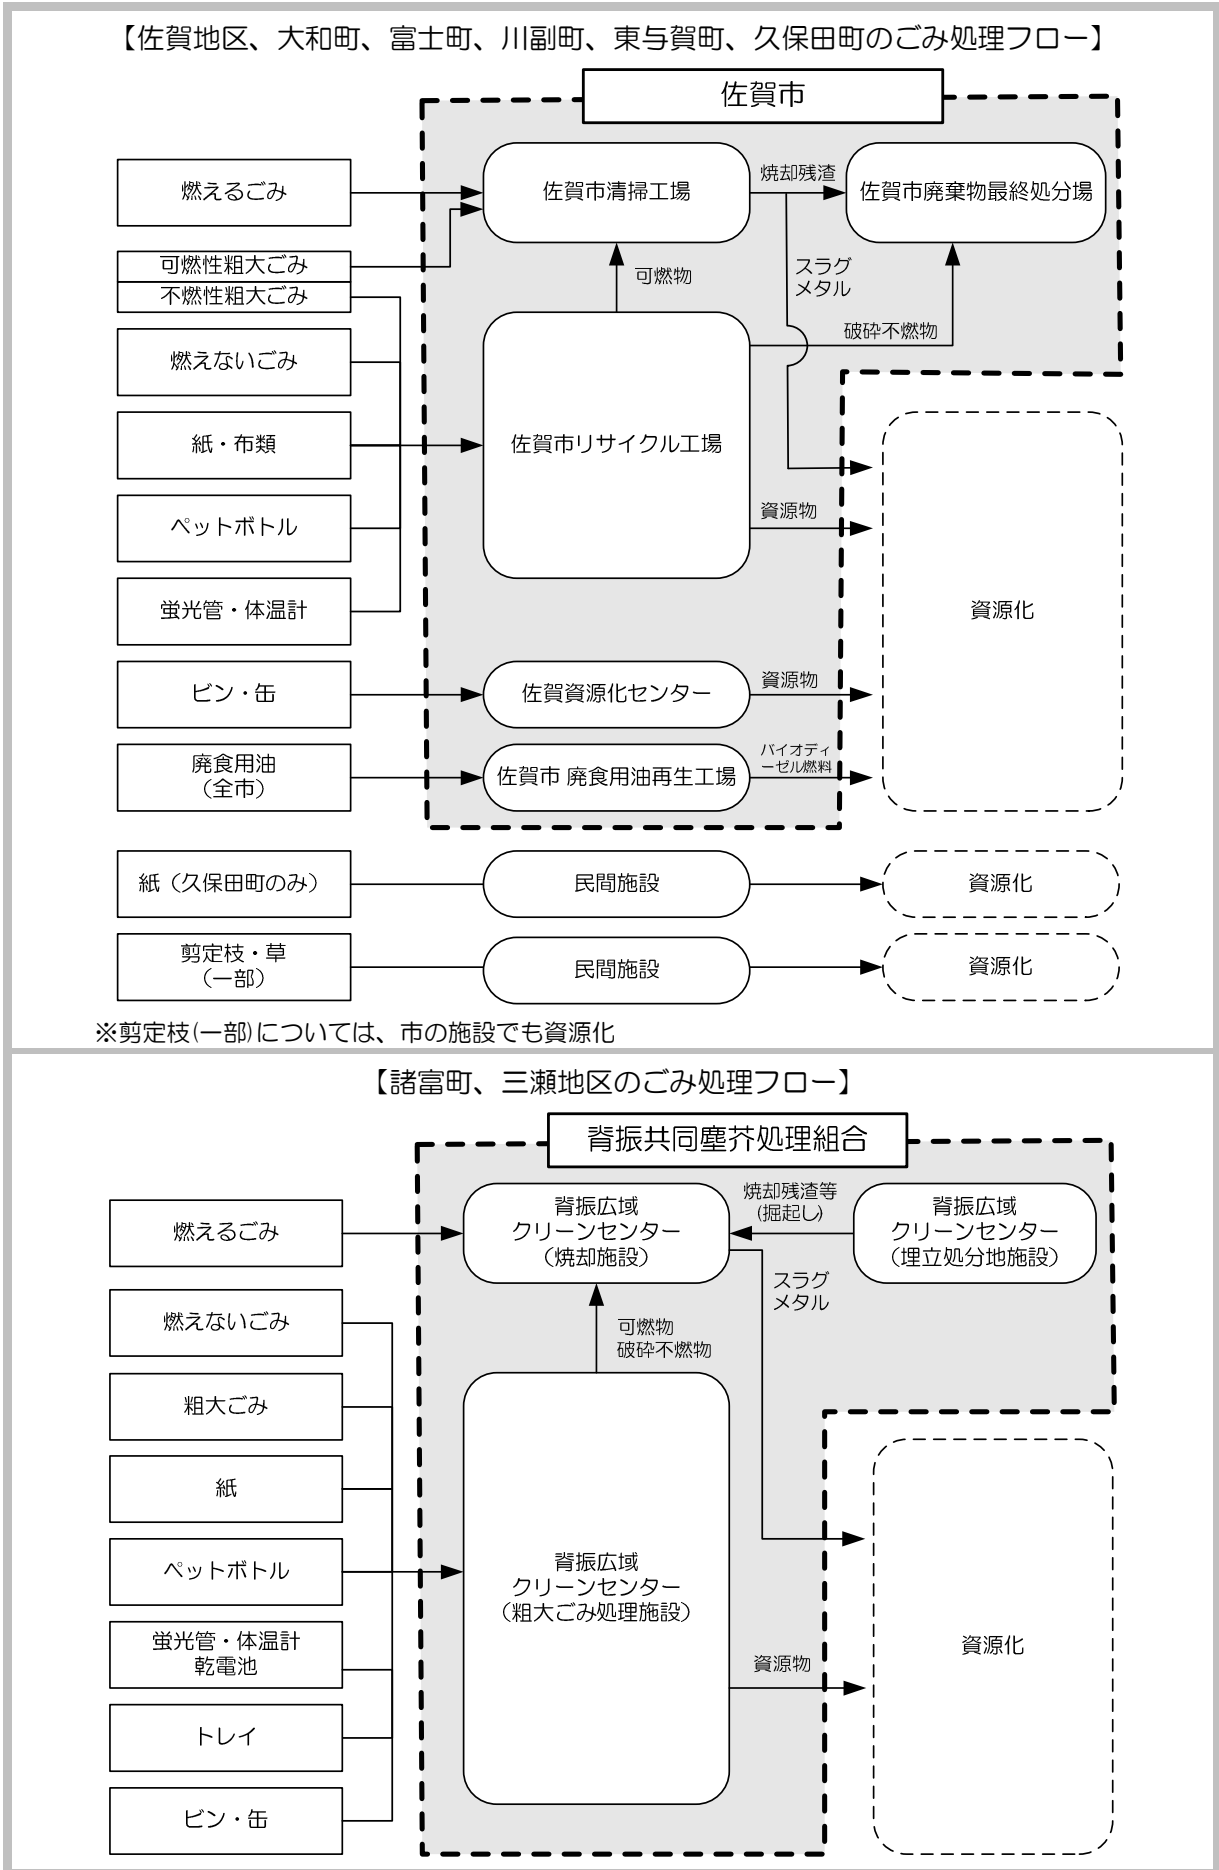 【佐賀地区、大和町、富士町、川副町、東与賀町、久保田町のごみ処理フロー】
佐賀市
燃えるごみ
佐賀市清掃工場
焼却残渣
佐賀市廃棄物最終処分場
可燃性粗大ごみ
不燃性粗大ごみ
可燃物
スラグ
メタル
破砕不燃物
燃えないごみ
紙・布類
佐賀市リサイクル工場
資源物
ペットボトル
蛍光管・体温計
資源化
ビン・缶
佐賀資源化センター
資源物
廃食用油
（全市）
佐賀市 廃食用油再生工場
バイオディ
ーゼル燃料
紙（久保田町のみ）
民間施設
資源化
剪定枝・草
（一部）
民間施設
資源化
※剪定枝(一部)については、市の施設でも資源化
【諸富町、三瀬地区のごみ処理フロー】
脊振共同塵芥処理組合
燃えるごみ
脊振広域
クリーンセンター
（焼却施設）
焼却残渣等
(掘起し)
脊振広域
クリーンセンター
（埋立処分地施設）
スラグ
メタル
燃えないごみ
可燃物
破砕不燃物
粗大ごみ
紙
ペットボトル
脊振広域
クリーンセンター
（粗大ごみ処理施設）
蛍光管・体温計
乾電池
資源物
資源化
トレイ
ビン・缶